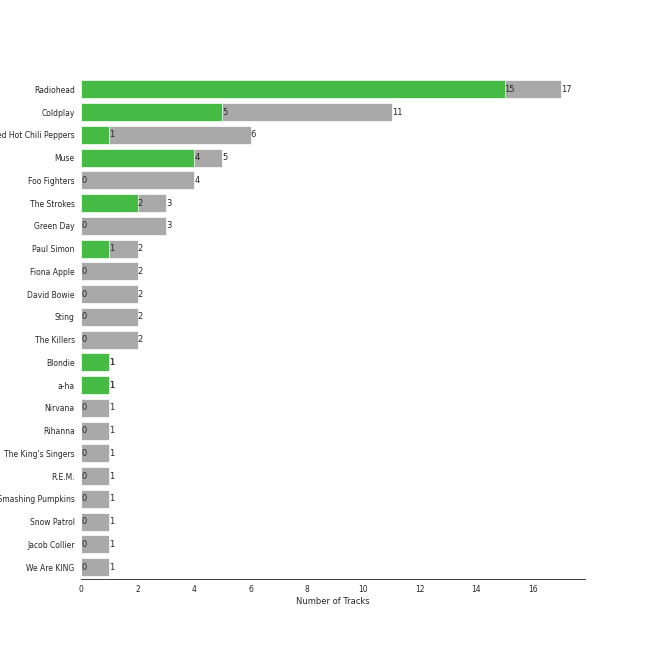 Radiohead 15 17
Coldplay 5 11
ed Hot Chili Peppers 1 6
Muse 4 5
Foo Fighters 0 4
The Strokes 2 3
Green Day 0 3
Paul Simon 1 2
Fiona Apple 0 2
David Bowie 0 2
Sting 0 2
The Killers 0 2
Blondie 1 1
a-ha 1 1
Nirvana 0 1
Rihanna 0 1
The King's Singers 0 1
R.E.M. 0 1
Smashing Pumpkins 0 1
Snow Patrol 0 1
Jacob Collier 0 1
We Are KING 0 1
0 2 4 6 8 10 12 14 16
Number of Tracks